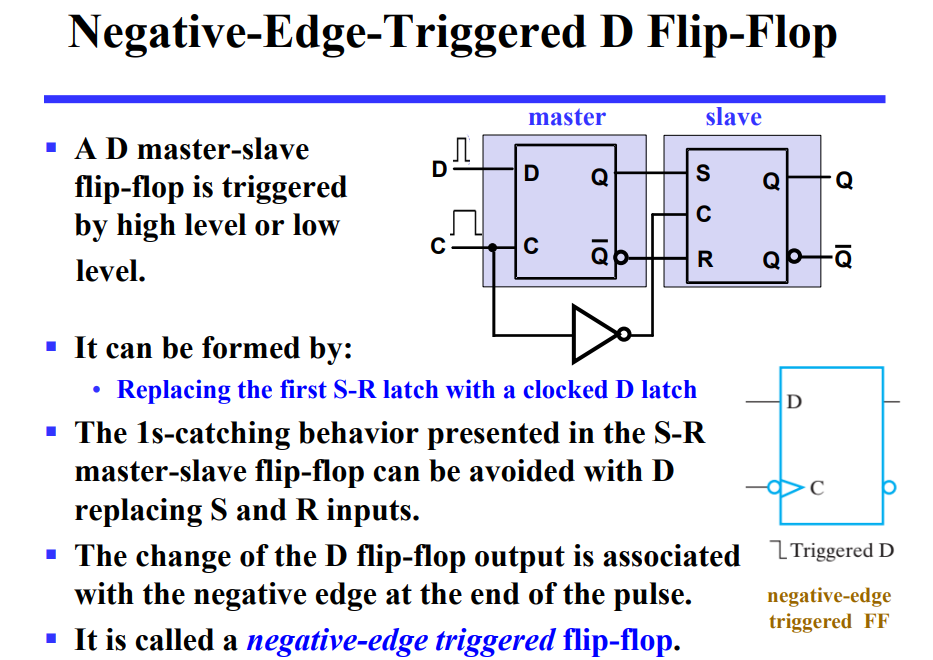 Negative-Edge-Triggered D Flip-Flop
master slave
▪ A D master-slave
flip-flop is triggered
by high level or low
level.
D D Q S Q Q
C
C C Q̅ R Q Q̅
▪ It can be formed by:
• Replacing the first S-R latch with a clocked D latch
▪ The 1s-catching behavior presented in the S-R
master-slave flip-flop can be avoided with D
replacing S and R inputs.
▪ The change of the D flip-flop output is associated
with the negative edge at the end of the pulse.
▪ It is called a negative-edge triggered flip-flop.
D
C
Triggered D
negative-edge
triggered FF